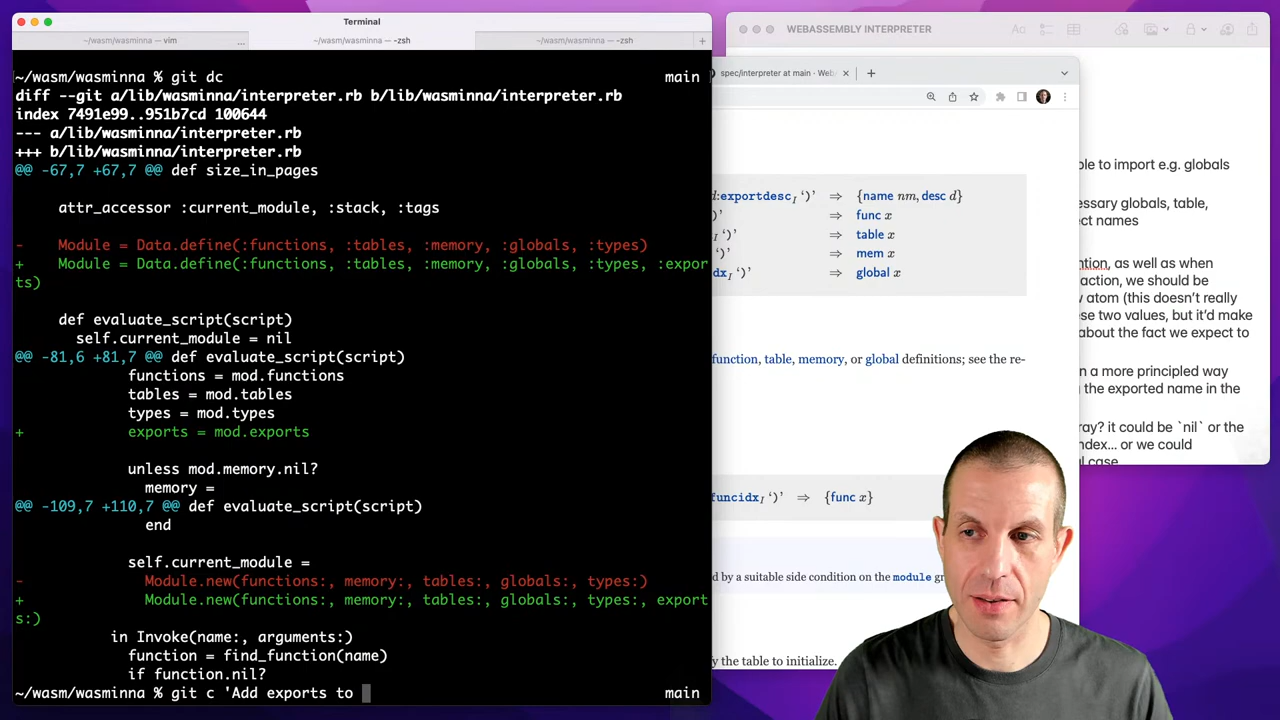 Terminal
~/wasm/wasminna — vim
...
~/wasm/wasminna — -zsh
~/wasm/wasminna — -zsh
+
~/wasm/wasminna % git dc
main
diff --git a/lib/wasminna/interpreter.rb b/lib/wasminna/interpreter.rb
index 7491e99..951b7cd 100644
--- a/lib/wasminna/interpreter.rb
+++ b/lib/wasminna/interpreter.rb
@@ -67,7 +67,7 @@ def size_in_pages
attr_accessor :current_module, :stack, :tags
- Module = Data.define(:functions, :tables, :memory, :globals, :types)
+ Module = Data.define(:functions, :tables, :memory, :globals, :types, :expor
ts)
def evaluate_script(script)
self.current_module = nil
@@ -81,6 +81,7 @@ def evaluate_script(script)
functions = mod.functions
tables = mod.tables
types = mod.types
+ exports = mod.exports
unless mod.memory.nil?
memory =
@@ -109,7 +110,7 @@ def evaluate_script(script)
end
self.current_module =
- Module.new(functions:, memory:, tables:, globals:, types:)
+ Module.new(functions:, memory:, tables:, globals:, types:, export
s:)
in Invoke(name:, arguments:)
function = find_function(name)
if function.nil?
~/wasm/wasminna % git c 'Add exports to
main
WEBASSEMBLY INTERPRETER
Aa
spec/interpreter at main · Web
d:exportdesc I ‘)’ ⇒ {name nm, desc d}
‘)’ ⇒ func x
‘)’ ⇒ table x
‘)’ ⇒ mem x
dx I ‘)’ ⇒ global x
function, table, memory, or global definitions; see the re-
funcidx I ‘)’ ⇒ {func x}
d by a suitable side condition on the module gr
y the table to initialize.
ble to import e.g. globals
essary globals, table,
ect names
ntion, as well as when
action, we should be
w atom (this doesn’t really
ese two values, but it’d make
about the fact we expect to
n a more principled way
g the exported name in the
ray? it could be `nil` or the
ndex... or we could
al case